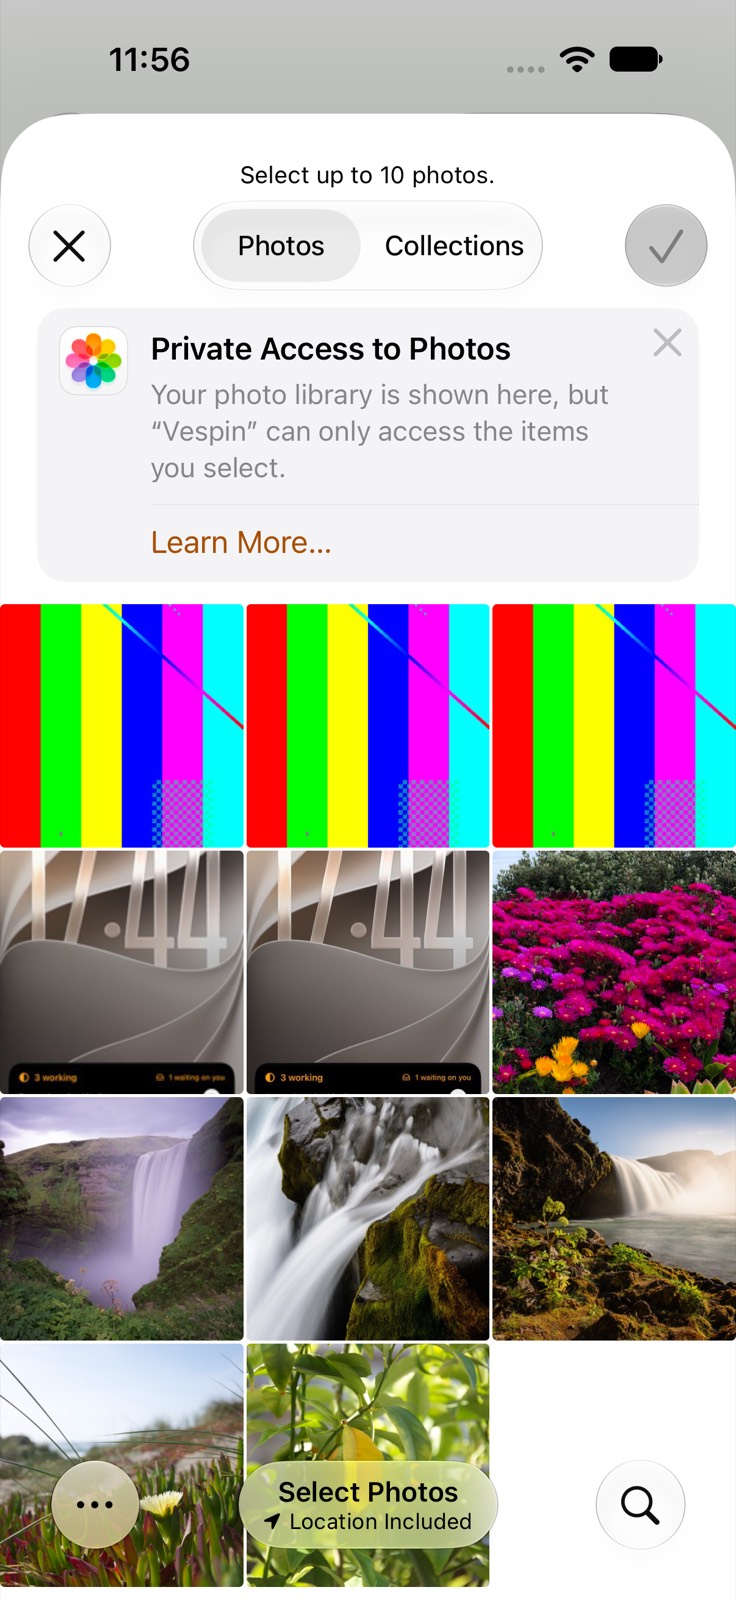 11:56
Select up to 10 photos.
Photos
Collections
Private Access to Photos
Your photo library is shown here, but
“Vespin” can only access the items
you select.
Learn More...
3 working
1 waiting on you
3 working
1 waiting on you
Select Photos
Location Included